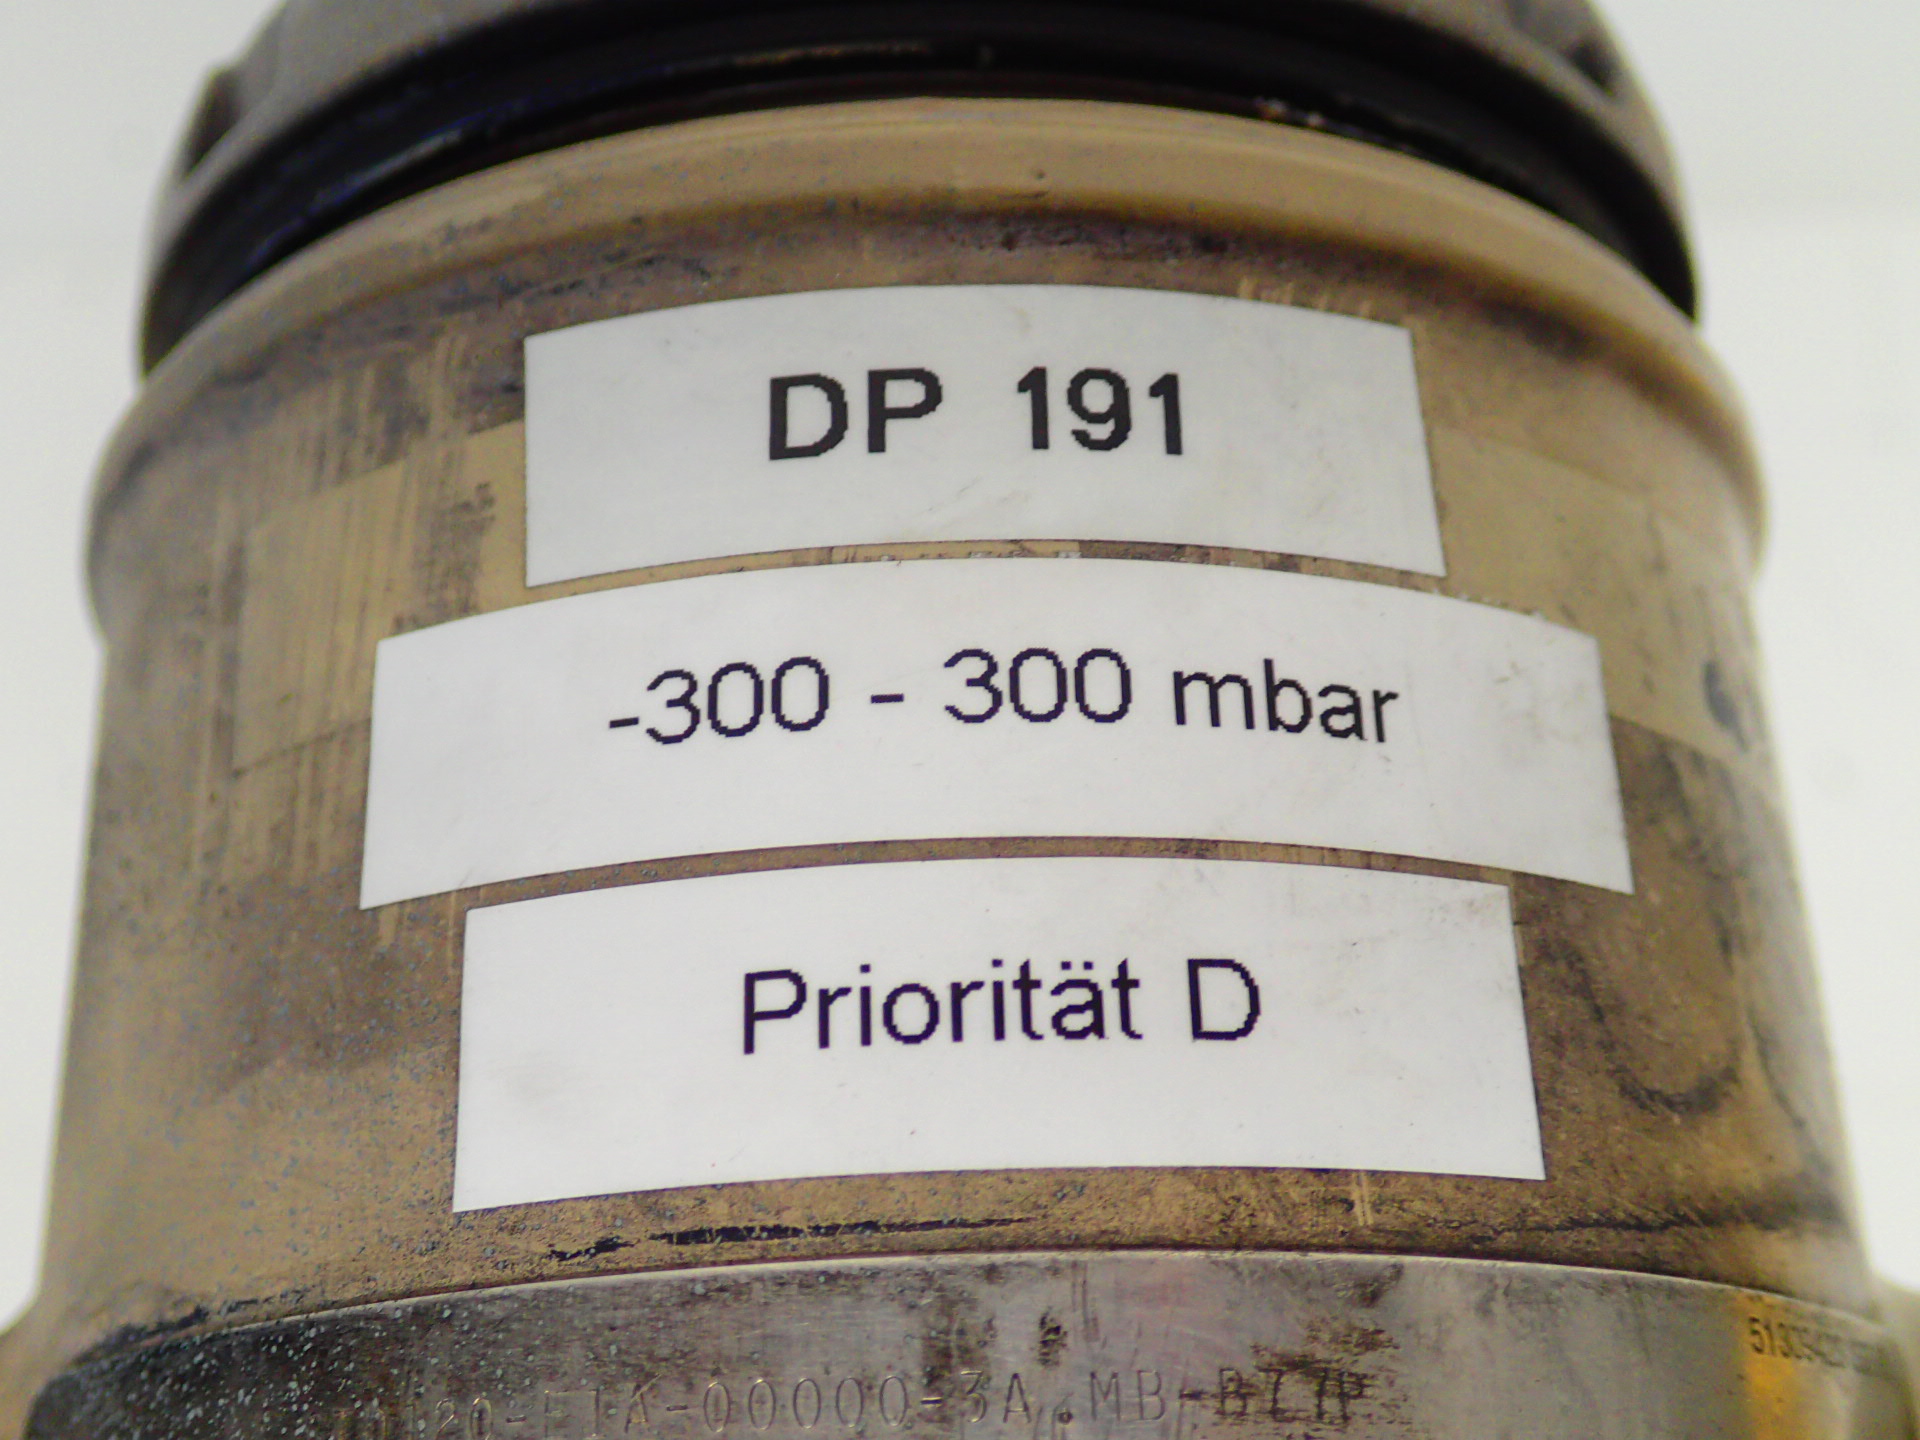 DP 191
-300 - 300 mbar
Priorität D